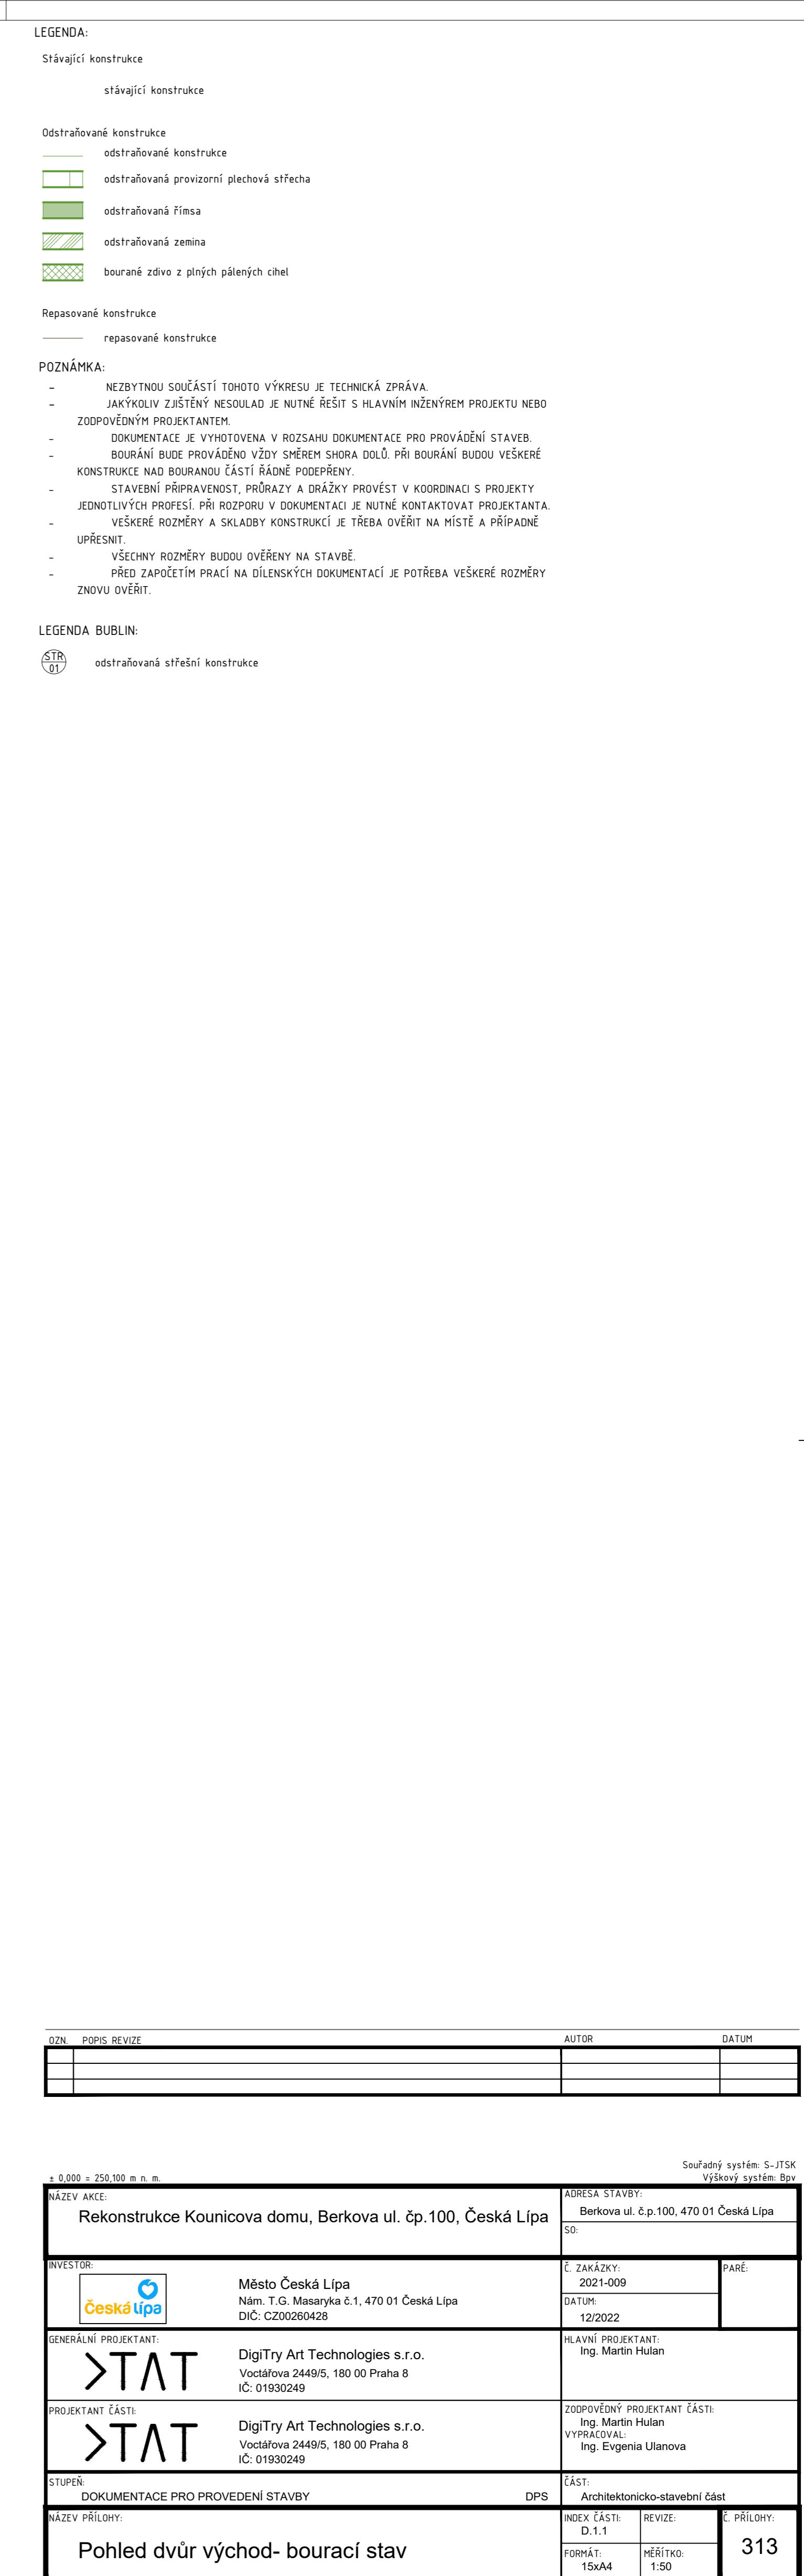 LEGENDA:
Stávající konstrukce
stávající konstrukce
Odstraňované konstrukce
odstraňované konstrukce
odstraňovaná provizorní plechová střecha
odstraňovaná římsa
odstraňovaná zemina
bourané zdivo z plných pálených cihel
Repasované konstrukce
repasované konstrukce
POZNÁMKA:
- NEZBYTNOU SOUČÁSTÍ TOHOTO VÝKRESU JE TECHNICKÁ ZPRÁVA.
- JAKÝKOLIV ZJIŠTĚNÝ NESOULAD JE NUTNÉ ŘEŠIT S HLAVNÍM INŽENÝREM PROJEKTU NEBO
ZODPOVĚDNÝM PROJEKTANTEM.
- DOKUMENTACE JE VYHOTOVENA V ROZSAHU DOKUMENTACE PRO PROVÁDĚNÍ STAVEB.
- BOURÁNÍ BUDE PROVÁDĚNO VŽDY SMĚREM SHORA DOLŮ. PŘI BOURÁNÍ BUDOU VEŠKERÉ
KONSTRUKCE NAD BOURANOU ČÁSTÍ ŘÁDNĚ PODEPŘENY.
- STAVEBNÍ PŘIPRAVENOST, PRŮRAZY A DRÁŽKY PROVÉST V KOORDINACI S PROJEKTY
JEDNOTLIVÝCH PROFESÍ. PŘI ROZPORU V DOKUMENTACI JE NUTNÉ KONTAKTOVAT PROJEKTANTA.
- VEŠKERÉ ROZMĚRY A SKLADBY KONSTRUKCÍ JE TŘEBA OVĚŘIT NA MÍSTĚ A PŘÍPADNĚ
UPŘESNIT.
- VŠECHNY ROZMĚRY BUDOU OVĚŘENY NA STAVBĚ.
- PŘED ZAPOČETÍM PRACÍ NA DÍLENSKÝCH DOKUMENTACÍ JE POTŘEBA VEŠKERÉ ROZMĚRY
ZNOVU OVĚŘIT.
LEGENDA BUBLIN:
STR
01
odstraňovaná střešní konstrukce
OZN. POPIS REVIZE AUTOR DATUM
Souřadný systém: S-JTSK
± 0,000 = 250,100 m n. m. Výškový systém: Bpv
NÁZEV AKCE:
Rekonstrukce Kounicova domu, Berkova ul. čp.100, Česká Lípa
ADRESA STAVBY:
Berkova ul. č.p.100, 470 01 Česká Lípa
SO:
INVESTOR:
Česká lípa
Město Česká Lípa
Nám. T.G. Masaryka č.1, 470 01 Česká Lípa
DIČ: CZ00260428
Č. ZAKÁZKY:
2021-009
DATUM:
12/2022
PARÉ:
GENERÁLNÍ PROJEKTANT:
DigiTry Art Technologies s.r.o.
Voctářova 2449/5, 180 00 Praha 8
IČ: 01930249
HLAVNÍ PROJEKTANT:
Ing. Martin Hulan
PROJEKTANT ČÁSTI:
DigiTry Art Technologies s.r.o.
Voctářova 2449/5, 180 00 Praha 8
IČ: 01930249
ZODPOVĚDNÝ PROJEKTANT ČÁSTI:
Ing. Martin Hulan
VYPRACOVAL:
Ing. Evgenia Ulanova
STUPEŇ:
DOKUMENTACE PRO PROVEDENÍ STAVBY DPS
ČÁST:
Architektonicko-stavební část
NÁZEV PŘÍLOHY:
Pohled dvůr východ- bourací stav
INDEX ČÁSTI:
D.1.1
REVIZE:
FORMÁT:
15xA4
MĚŘÍTKO:
1:50
Č. PŘÍLOHY:
313